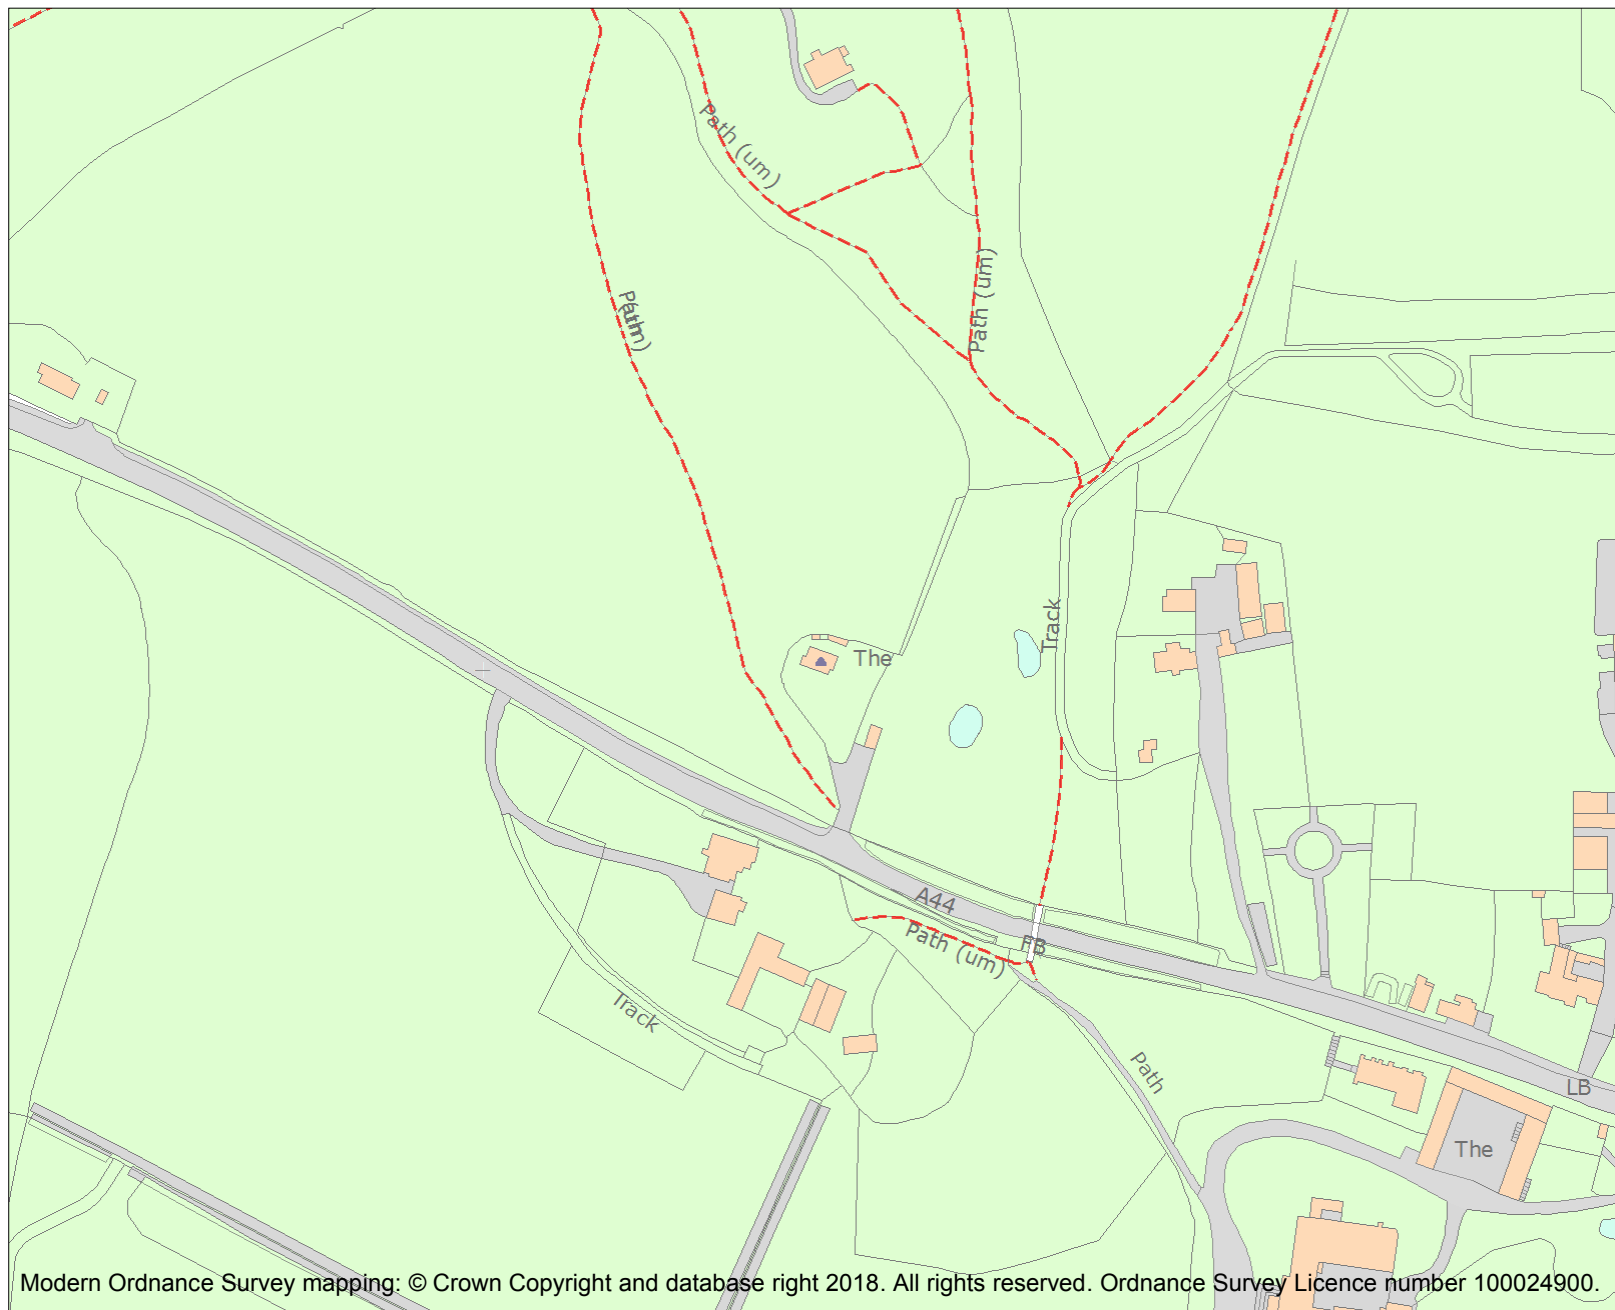 Path (um)
Path (um)
Path
(um)
Track
The
A44
FB
Path (um)
Track
Path
LB
The
Modern Ordnance Survey mapping: © Crown Copyright and database right 2018. All rights reserved. Ordnance Survey Licence number 100024900.